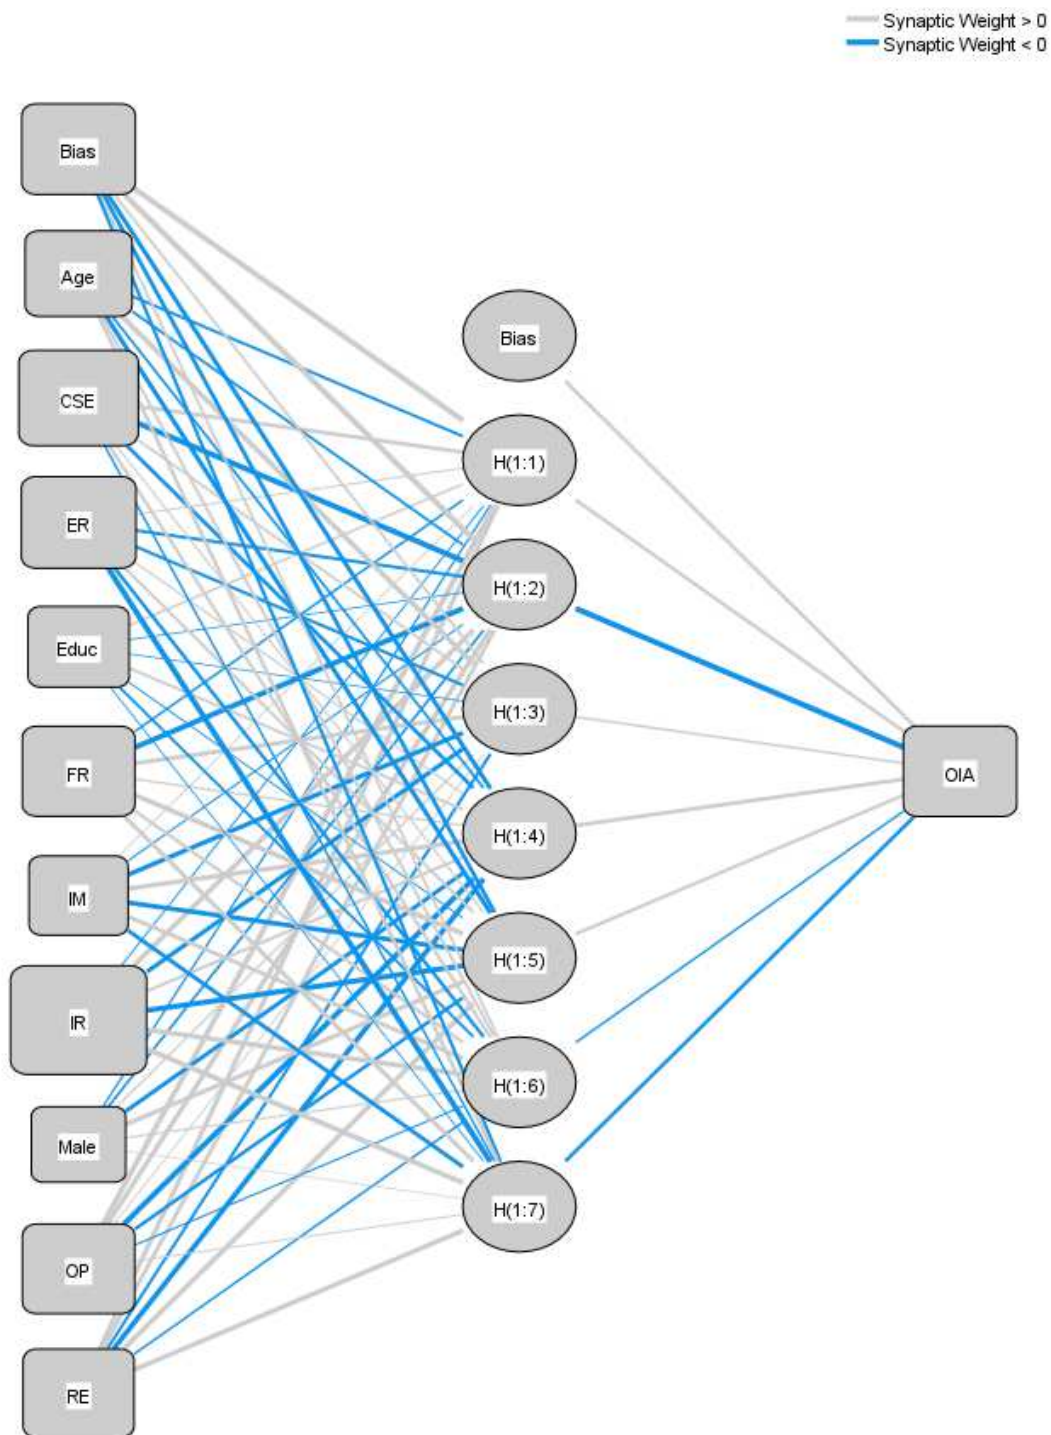 Synaptic Weight > 0
Synaptic Weight < 0
Bias
Age
CSE
ER
Educ
FR
IM
IR
Male
OP
RE
Bias
H(1:1)
H(1:2)
H(1:3)
H(1:4)
H(1:5)
H(1:6)
H(1:7)
OIA